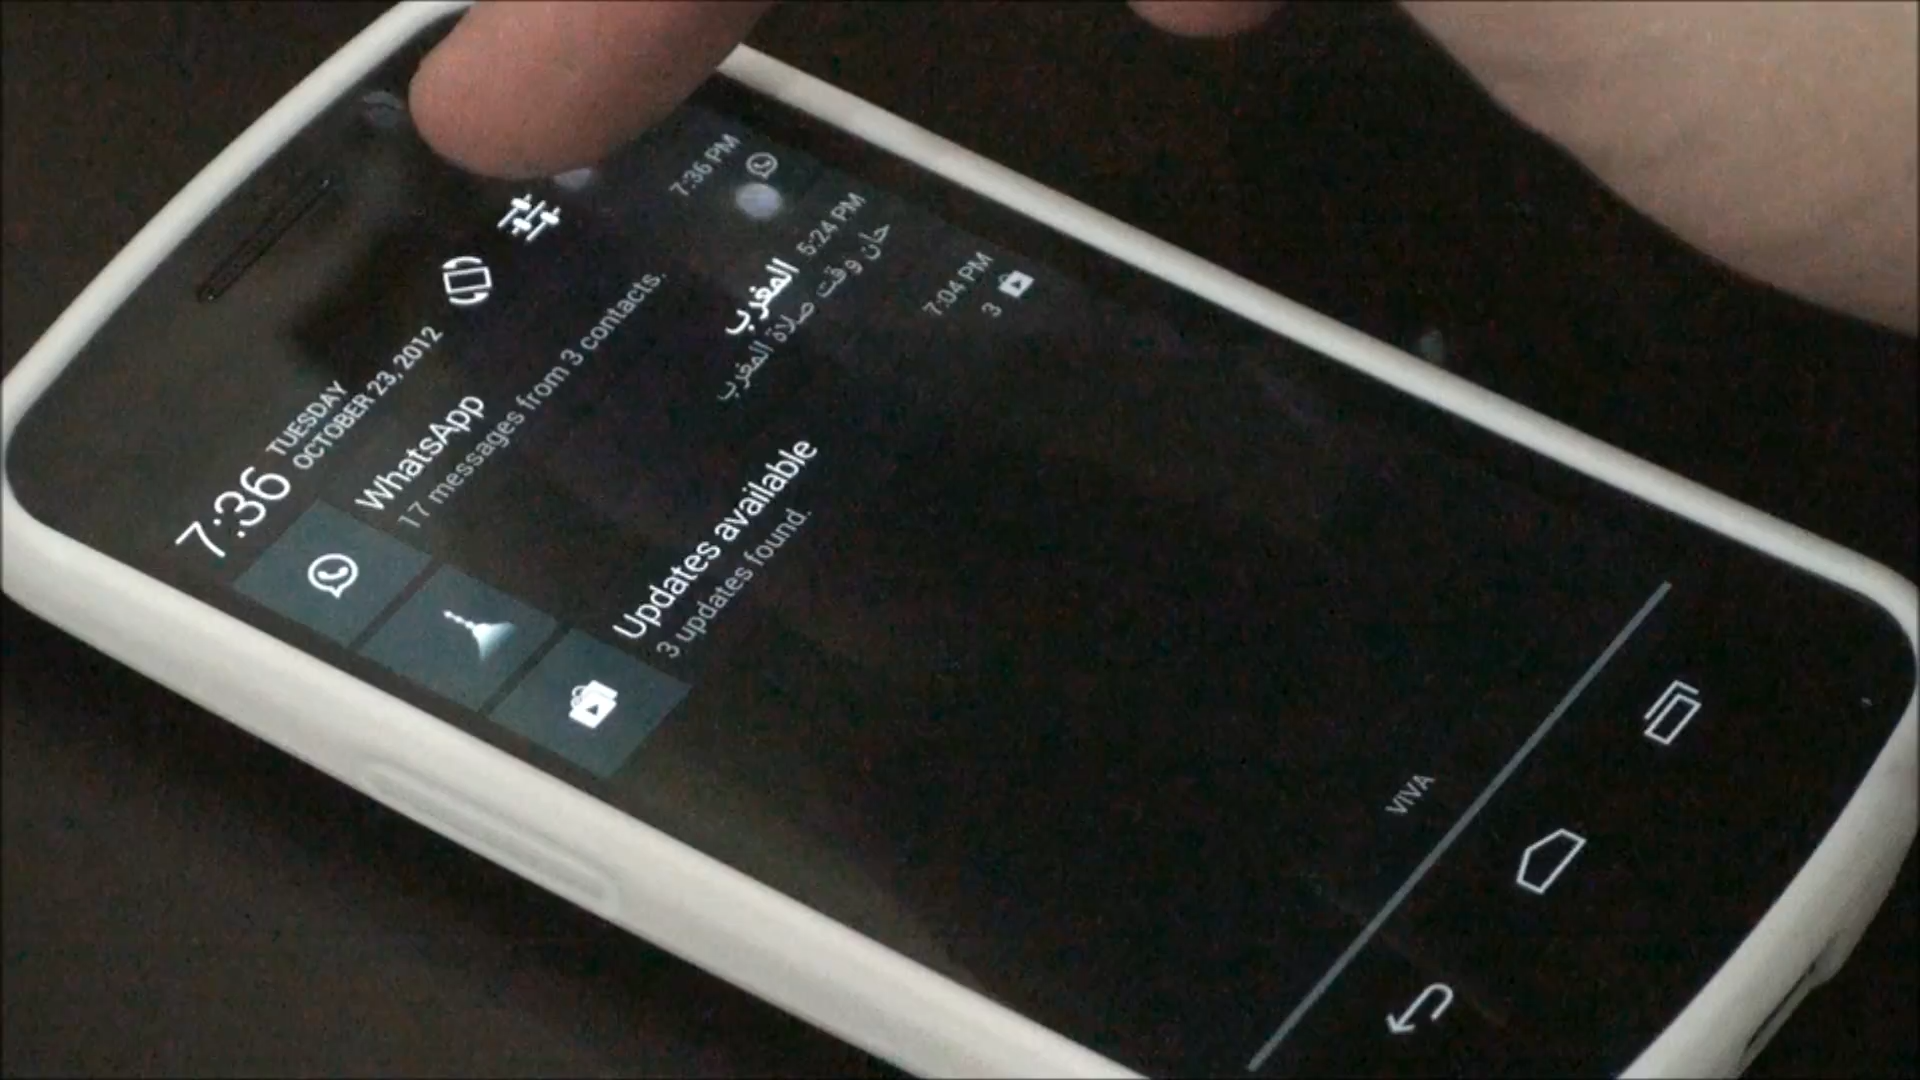 7:36
TUESDAY
OCTOBER 23, 2012
WhatsApp
7:36 PM
17 messages from 3 contacts.
المغرب
5:24 PM
حان وقت صلاة المغرب
Updates available
7:04 PM
3 updates found.
3
VIVA